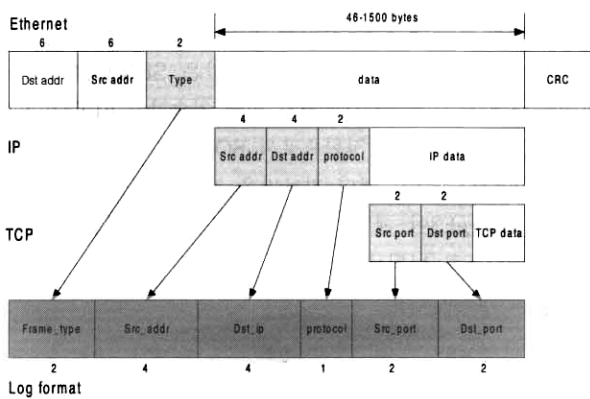 Ethernet
46-1500 bytes
6 6 2
Dst addr Src addr Type data CRC
4 4 2
IP
Src addr Dst addr protocol IP data
2 2
TCP
Src port Dst port TCP data
Frame_type Src_addr Dst_ip protocol Src_port Dst_port
2 4 4 1 2 2
Log format